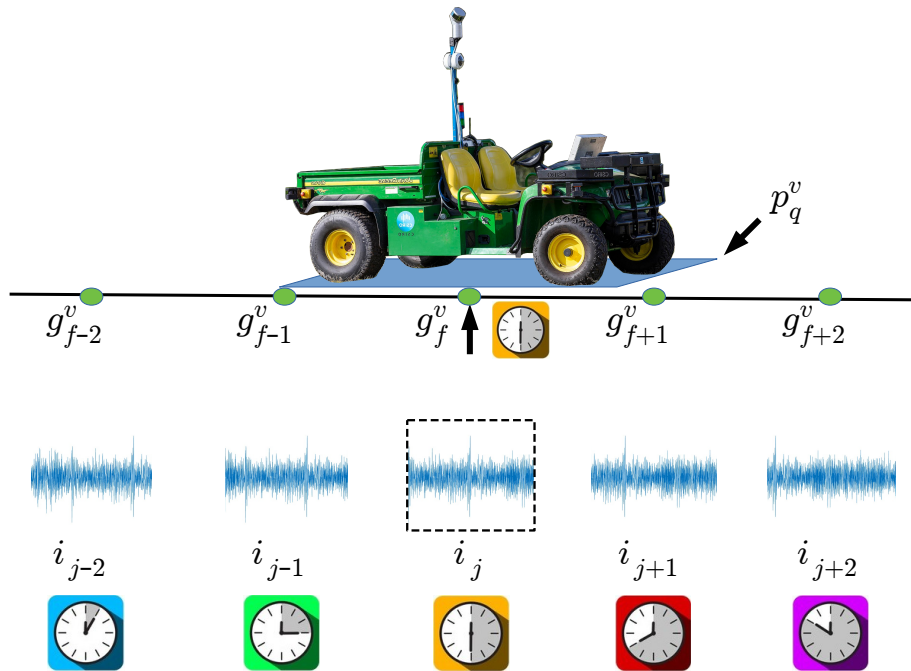 p_q^v
g_{f-2}^v g_{f-1}^v g_f^v g_{f+1}^v g_{f+2}^v
i_{j-2} i_{j-1} i_j i_{j+1} i_{j+2}